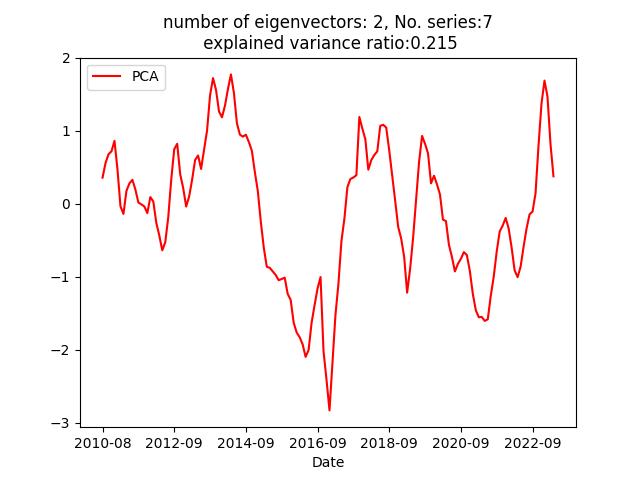 number of eigenvectors: 2, No. series:7
explained variance ratio:0.215
PCA
2
1
0
−1
−2
−3
2010-08 2012-09 2014-09 2016-09 2018-09 2020-09 2022-09
Date